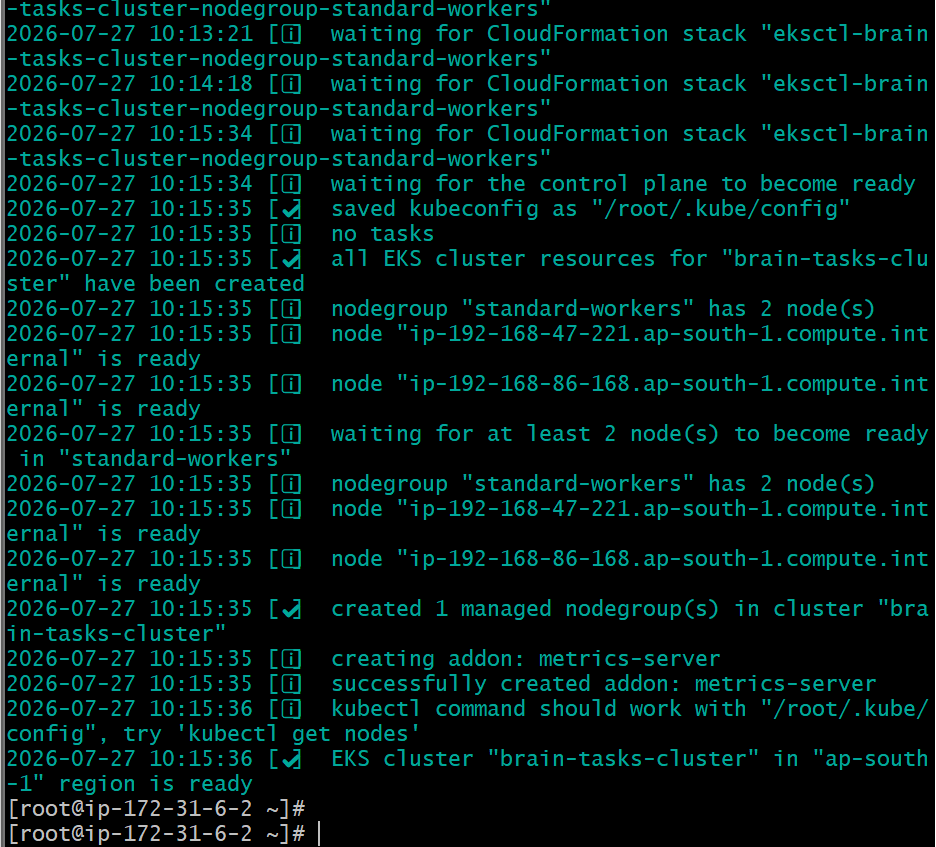 -tasks-cluster-nodegroup-standard-workers"
2026-07-27 10:13:21 [ℹ]  waiting for CloudFormation stack "eksctl-brain
-tasks-cluster-nodegroup-standard-workers"
2026-07-27 10:14:18 [ℹ]  waiting for CloudFormation stack "eksctl-brain
-tasks-cluster-nodegroup-standard-workers"
2026-07-27 10:15:34 [ℹ]  waiting for CloudFormation stack "eksctl-brain
-tasks-cluster-nodegroup-standard-workers"
2026-07-27 10:15:34 [ℹ]  waiting for the control plane to become ready
2026-07-27 10:15:35 [✔]  saved kubeconfig as "/root/.kube/config"
2026-07-27 10:15:35 [ℹ]  no tasks
2026-07-27 10:15:35 [✔]  all EKS cluster resources for "brain-tasks-clu
ster" have been created
2026-07-27 10:15:35 [ℹ]  nodegroup "standard-workers" has 2 node(s)
2026-07-27 10:15:35 [ℹ]  node "ip-192-168-47-221.ap-south-1.compute.int
ernal" is ready
2026-07-27 10:15:35 [ℹ]  node "ip-192-168-86-168.ap-south-1.compute.int
ernal" is ready
2026-07-27 10:15:35 [ℹ]  waiting for at least 2 node(s) to become ready
 in "standard-workers"
2026-07-27 10:15:35 [ℹ]  nodegroup "standard-workers" has 2 node(s)
2026-07-27 10:15:35 [ℹ]  node "ip-192-168-47-221.ap-south-1.compute.int
ernal" is ready
2026-07-27 10:15:35 [ℹ]  node "ip-192-168-86-168.ap-south-1.compute.int
ernal" is ready
2026-07-27 10:15:35 [✔]  created 1 managed nodegroup(s) in cluster "bra
in-tasks-cluster"
2026-07-27 10:15:35 [ℹ]  creating addon: metrics-server
2026-07-27 10:15:35 [ℹ]  successfully created addon: metrics-server
2026-07-27 10:15:36 [ℹ]  kubectl command should work with "/root/.kube/
config", try 'kubectl get nodes'
2026-07-27 10:15:36 [✔]  EKS cluster "brain-tasks-cluster" in "ap-south
-1" region is ready
[root@ip-172-31-6-2 ~]#
[root@ip-172-31-6-2 ~]#